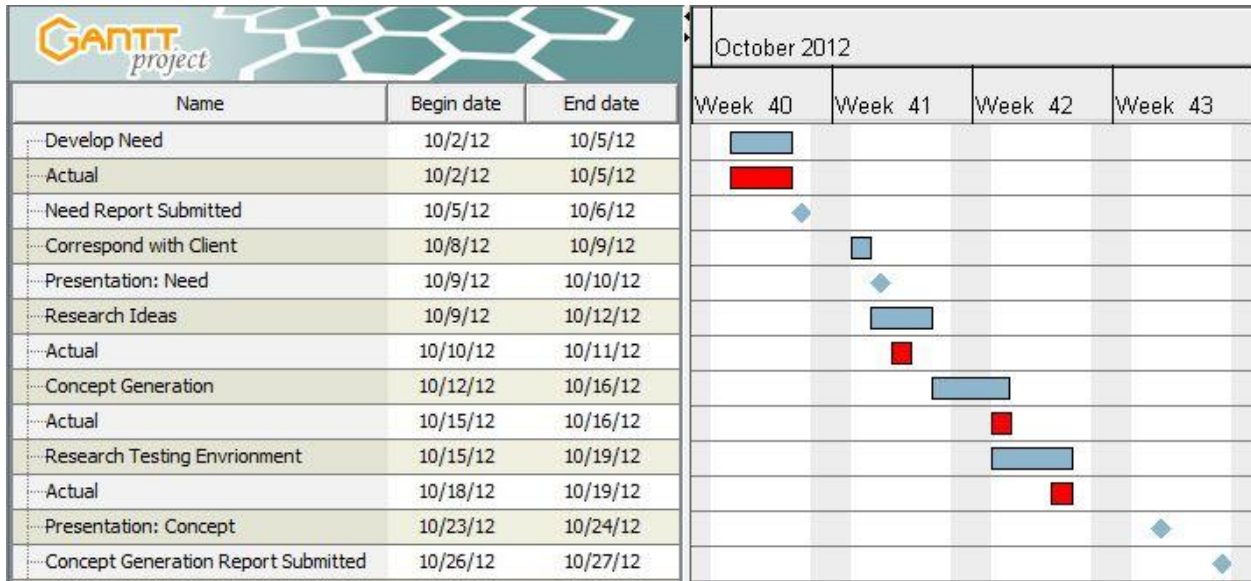 GANTT
project
October 2012
Name Begin date End date Week 40 Week 41 Week 42 Week 43
Develop Need 10/2/12 10/5/12
Actual 10/2/12 10/5/12
Need Report Submitted 10/5/12 10/6/12
Correspond with Client 10/8/12 10/9/12
Presentation: Need 10/9/12 10/10/12
Research Ideas 10/9/12 10/12/12
Actual 10/10/12 10/11/12
Concept Generation 10/12/12 10/16/12
Actual 10/15/12 10/16/12
Research Testing Envrionment 10/15/12 10/19/12
Actual 10/18/12 10/19/12
Presentation: Concept 10/23/12 10/24/12
Concept Generation Report Submitted 10/26/12 10/27/12